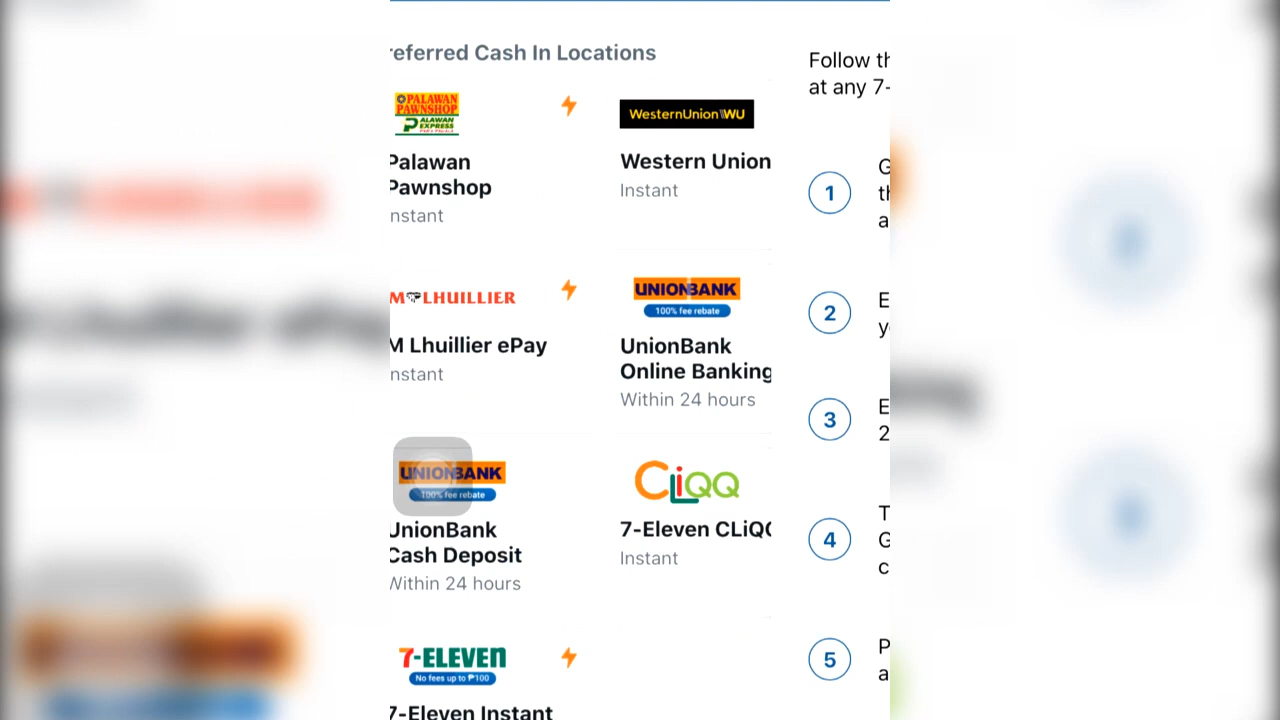 referred Cash In Locations
PALAWAN
PAWNSHOP
PALAWAN
EXPRESS
Palawan
Pawnshop
nstant
WesternUnion WU
Western Union
Instant
M LHUILLIER
M Lhuillier ePay
nstant
UNIONBANK
100% fee rebate
UnionBank
Online Banking
Within 24 hours
UNIONBANK
100% fee rebate
UnionBank
Cash Deposit
Within 24 hours
CLiQQ
7-Eleven CLiQQ
Instant
7-ELEVEN
No fees up to ₱100
7-Eleven Instant
Follow th
at any 7-
1
G
th
a
2
E
y
3
E
2
4
T
G
c
5
P
a